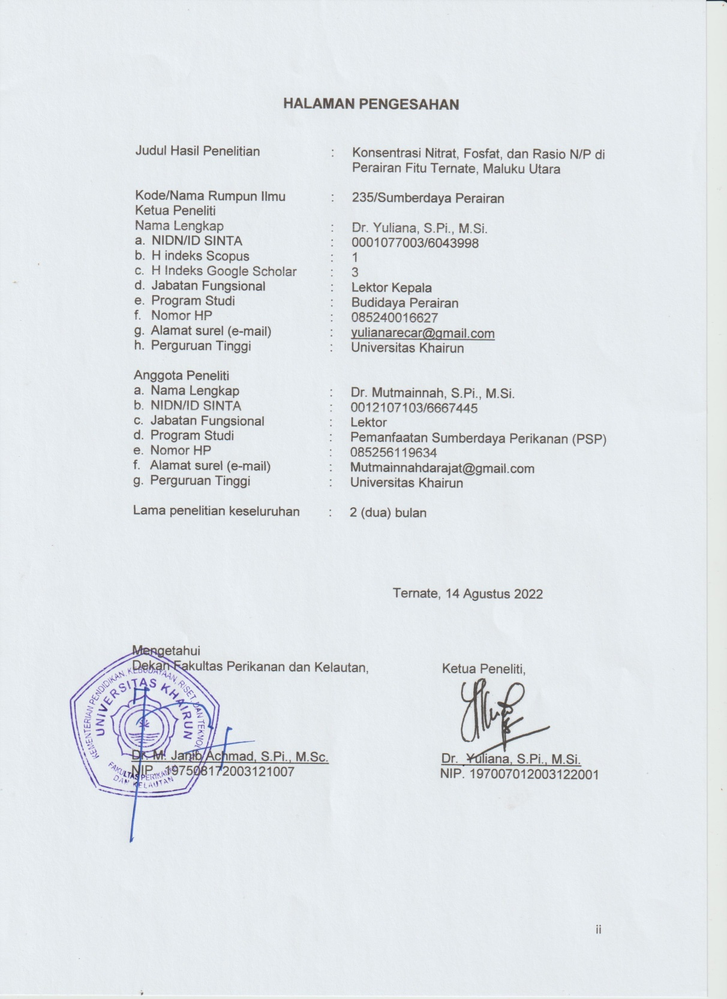 HALAMAN PENGESAHAN
Judul Hasil Penelitian : Konsentrasi Nitrat, Fosfat, dan Rasio N/P di
Perairan Fitu Ternate, Maluku Utara
Kode/Nama Rumpun Ilmu : 235/Sumberdaya Perairan
Ketua Peneliti
Nama Lengkap : Dr. Yuliana, S.Pi., M.Si.
a. NIDN/ID SINTA : 0001077003/6043998
b. H indeks Scopus : 1
c. H Indeks Google Scholar : 3
d. Jabatan Fungsional : Lektor Kepala
e. Program Studi : Budidaya Perairan
f. Nomor HP : 085240016627
g. Alamat surel (e-mail) : yulianarecar@gmail.com
h. Perguruan Tinggi : Universitas Khairun
Anggota Peneliti
a. Nama Lengkap : Dr. Mutmainnah, S.Pi., M.Si.
b. NIDN/ID SINTA : 0012107103/6667445
c. Jabatan Fungsional : Lektor
d. Program Studi : Pemanfaatan Sumberdaya Perikanan (PSP)
e. Nomor HP : 085256119634
f. Alamat surel (e-mail) : Mutmainnahdarajat@gmail.com
g. Perguruan Tinggi : Universitas Khairun
Lama penelitian keseluruhan : 2 (dua) bulan
Ternate, 14 Agustus 2022
Mengetahui
Dekan Fakultas Perikanan dan Kelautan,
Ketua Peneliti,
KEMENTERIAN PENDIDIKAN, KEBUDAYAAN, RISET, DAN
UNIVERSITAS KHAIRUN
FAKULTAS PERIKANAN
DAN KELAUTAN
Dr. M. Janib Achmad, S.Pi., M.Sc.
NIP. 197508172003121007
Dr. Yuliana, S.Pi., M.Si.
NIP. 197007012003122001
ii